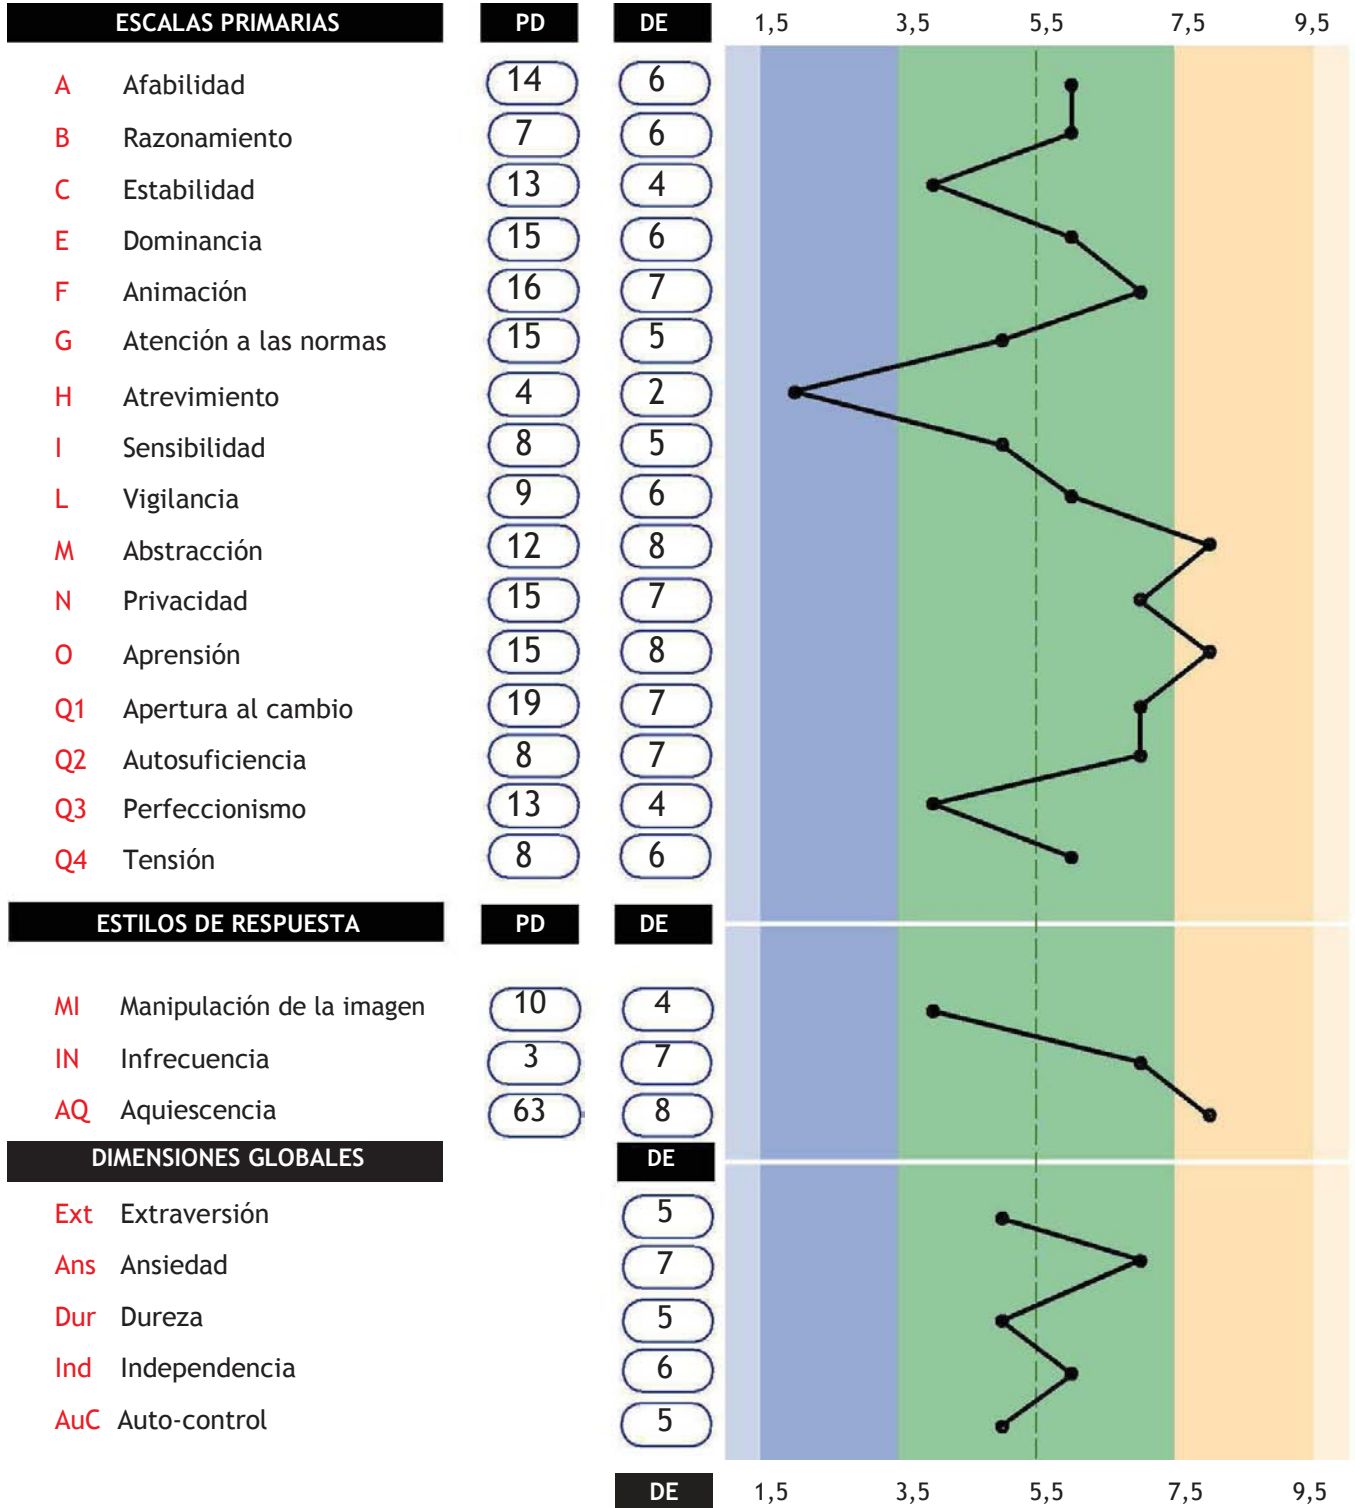 ESCALAS PRIMARIAS PD DE 1,5 3,5 5,5 7,5 9,5
A Afabilidad 14 6
B Razonamiento 7 6
C Estabilidad 13 4
E Dominancia 15 6
F Animación 16 7
G Atención a las normas 15 5
H Atrevimiento 4 2
I Sensibilidad 8 5
L Vigilancia 9 6
M Abstracción 12 8
N Privacidad 15 7
O Aprensión 15 8
Q1 Apertura al cambio 19 7
Q2 Autosuficiencia 8 7
Q3 Perfeccionismo 13 4
Q4 Tensión 8 6
ESTILOS DE RESPUESTA PD DE
MI Manipulación de la imagen 10 4
IN Infrecuencia 3 7
AQ Aquiescencia 63 8
DIMENSIONES GLOBALES DE
Ext Extraversión 5
Ans Ansiedad 7
Dur Dureza 5
Ind Independencia 6
AuC Auto-control 5
DE 1,5 3,5 5,5 7,5 9,5